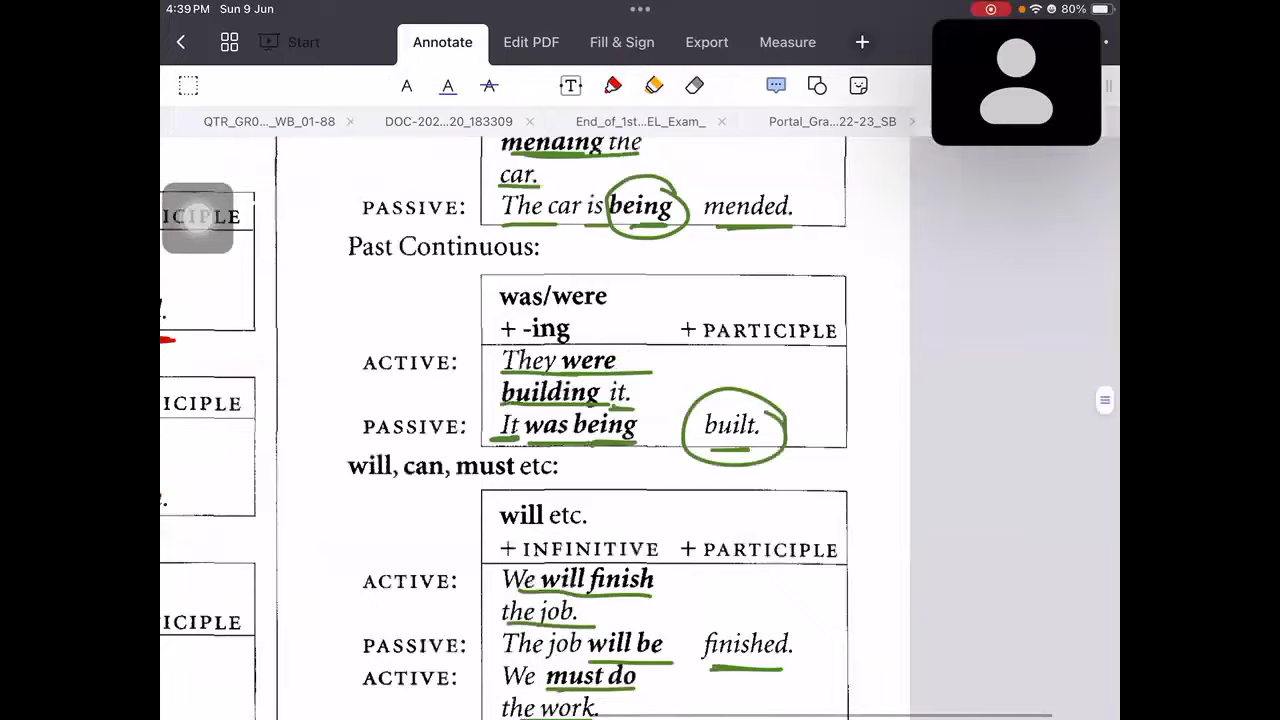 4:39 PM Sun 9 Jun
80%
Start
Annotate Edit PDF Fill & Sign Export Measure
A A A T
QTR_GR0..._WB_01-88 DOC-202...20_183309 End_of_1st...EL_Exam_ Portal_Gra...22-23_SB
mending the
car.
PASSIVE: The car is being mended.
Past Continuous:
was/were
+ -ing + PARTICIPLE
ACTIVE: They were
building it.
PASSIVE: It was being built.
will, can, must etc:
will etc.
+ INFINITIVE + PARTICIPLE
ACTIVE: We will finish
the job.
PASSIVE: The job will be finished.
ACTIVE: We must do
the work.
ICIPLE
ICIPLE
ICIPLE